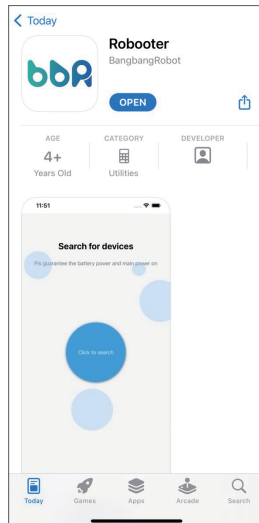 Today
bbR
Robooter
BangbangRobot
OPEN
AGE
4+
Years Old
CATEGORY
Utilities
DEVELOPER
11:51
Search for devices
Pls guarantee the battery power and main power on
Click to search
Today
Games
Apps
Arcade
Search